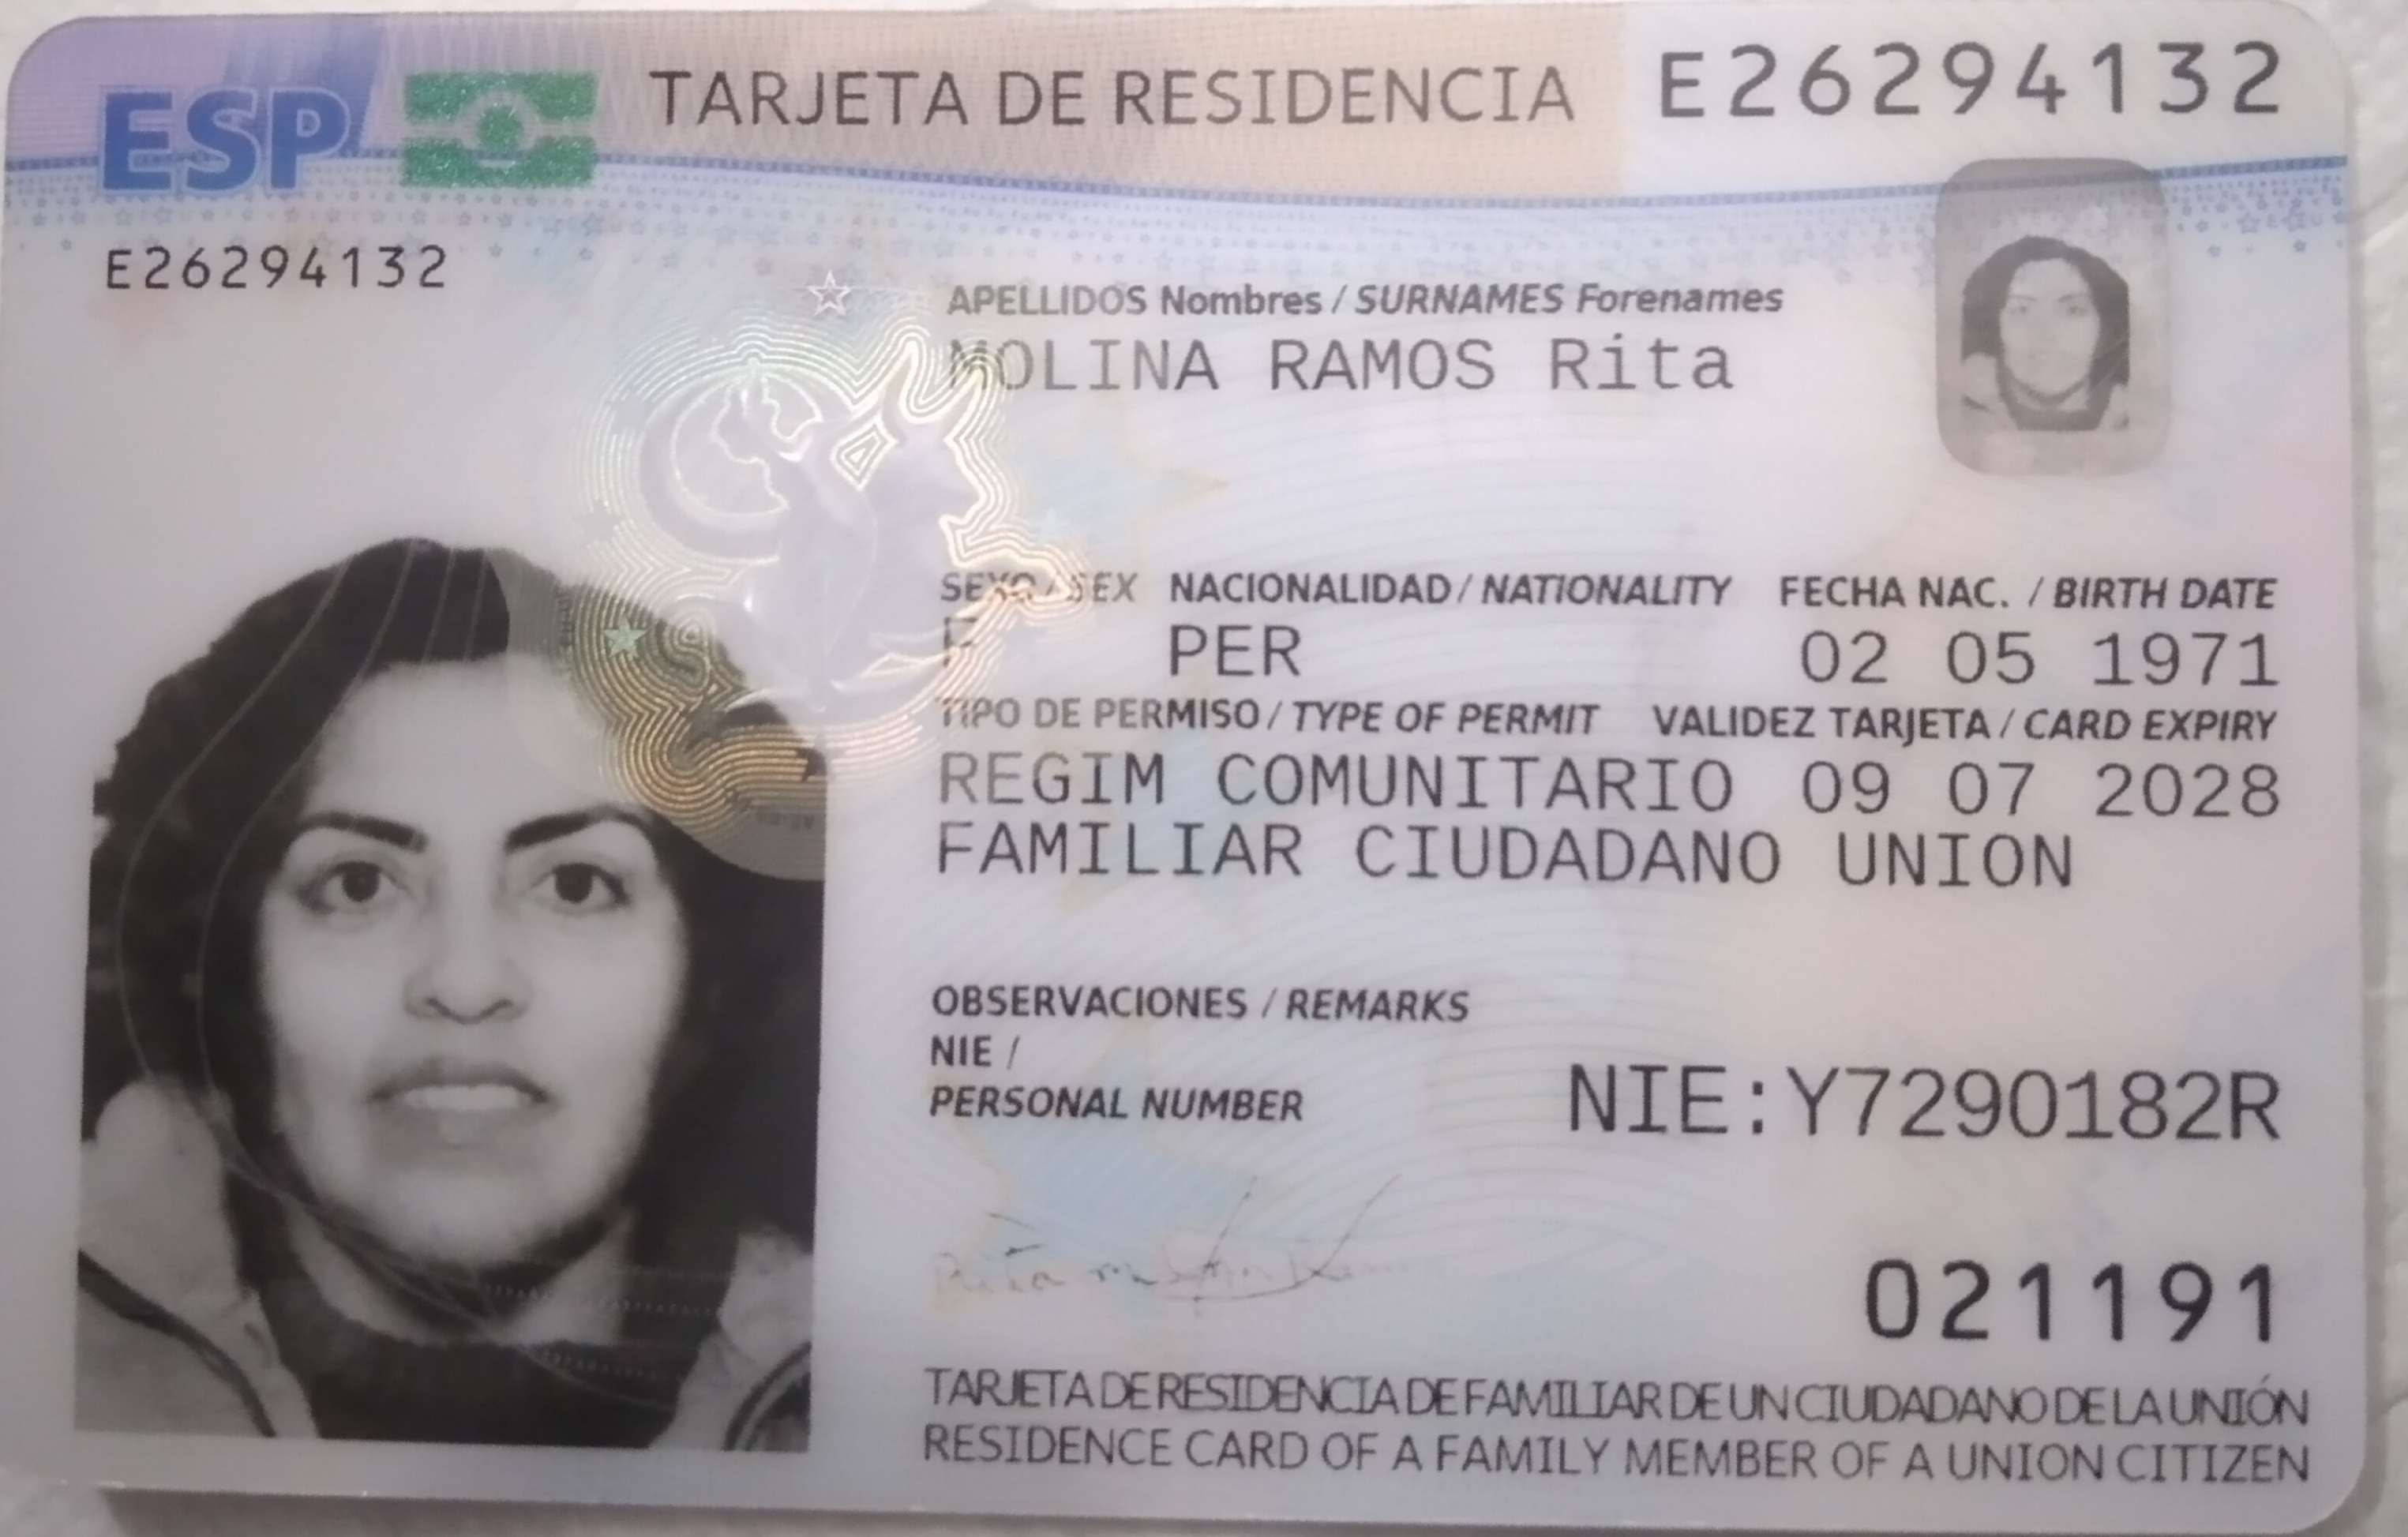 ESP TARJETA DE RESIDENCIA E26294132
E26294132
APELLIDOS Nombres / SURNAMES Forenames
MOLINA RAMOS Rita
SEXO / SEX NACIONALIDAD / NATIONALITY FECHA NAC. / BIRTH DATE
F PER 02 05 1971
TIPO DE PERMISO / TYPE OF PERMIT VALIDEZ TARJETA / CARD EXPIRY
REGIM COMUNITARIO 09 07 2028
FAMILIAR CIUDADANO UNION
OBSERVACIONES / REMARKS
NIE /
PERSONAL NUMBER
NIE:Y7290182R
021191
TARJETA DE RESIDENCIA DE FAMILIAR DE UN CIUDADANO DE LA UNIÓN
RESIDENCE CARD OF A FAMILY MEMBER OF A UNION CITIZEN